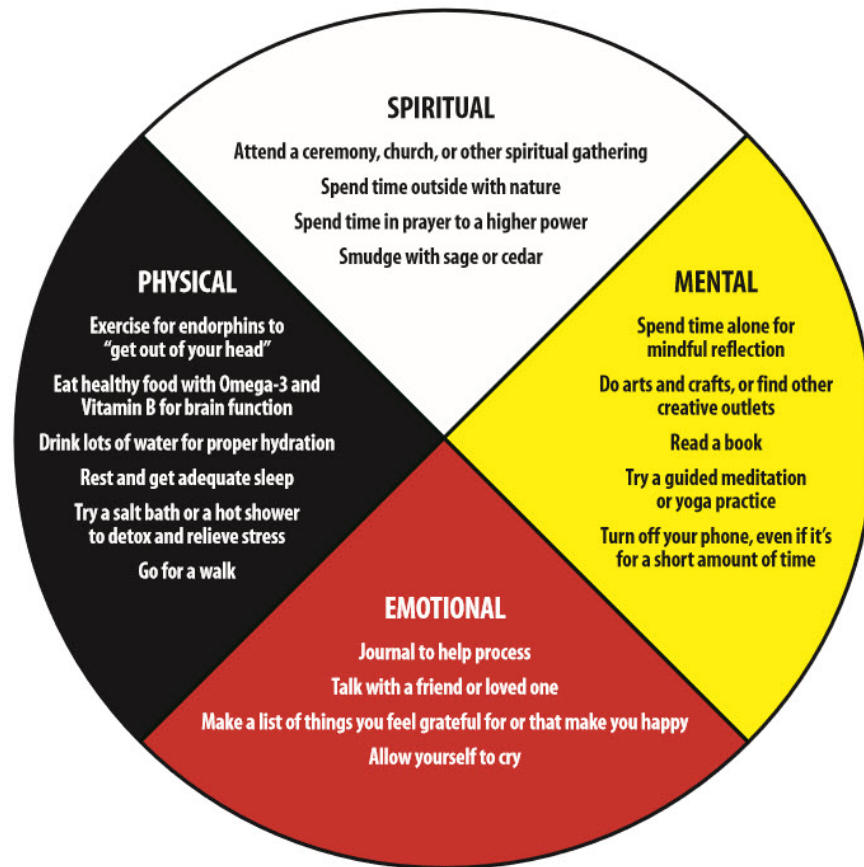 SPIRITUAL
Attend a ceremony, church, or other spiritual gathering
Spend time outside with nature
Spend time in prayer to a higher power
Smudge with sage or cedar
PHYSICAL
Exercise for endorphins to
“get out of your head”
Eat healthy food with Omega-3 and
Vitamin B for brain function
Drink lots of water for proper hydration
Rest and get adequate sleep
Try a salt bath or a hot shower
to detox and relieve stress
Go for a walk
MENTAL
Spend time alone for
mindful reflection
Do arts and crafts, or find other
creative outlets
Read a book
Try a guided meditation
or yoga practice
Turn off your phone, even if it’s
for a short amount of time
EMOTIONAL
Journal to help process
Talk with a friend or loved one
Make a list of things you feel grateful for or that make you happy
Allow yourself to cry